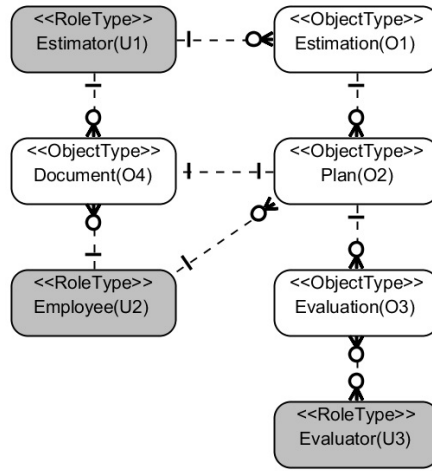 <<RoleType>>
Estimator(U1)
<<ObjectType>>
Estimation(O1)
<<ObjectType>>
Document(O4)
<<ObjectType>>
Plan(O2)
<<RoleType>>
Employee(U2)
<<ObjectType>>
Evaluation(O3)
<<RoleType>>
Evaluator(U3)